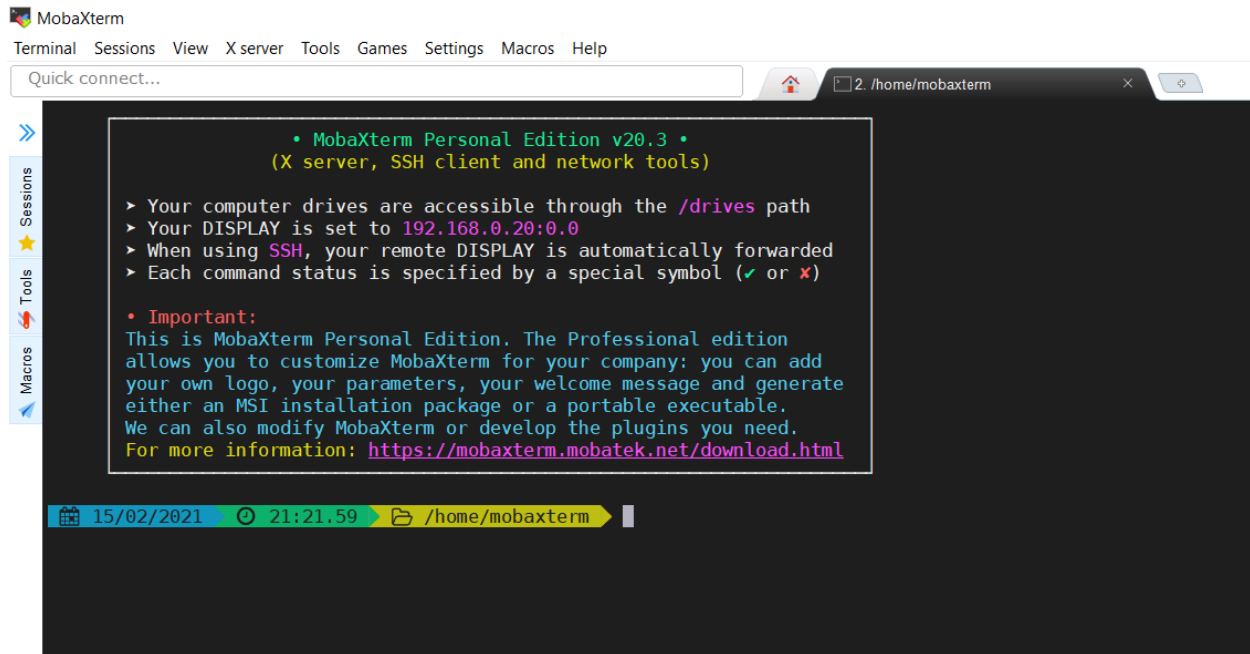 MobaXterm
Terminal Sessions View X server Tools Games Settings Macros Help
Quick connect...
2. /home/mobaxterm
Sessions
Tools
Macros
• MobaXterm Personal Edition v20.3 •
(X server, SSH client and network tools)
➤ Your computer drives are accessible through the /drives path
➤ Your DISPLAY is set to 192.168.0.20:0.0
➤ When using SSH, your remote DISPLAY is automatically forwarded
➤ Each command status is specified by a special symbol (✔ or ✘)
• Important:
This is MobaXterm Personal Edition. The Professional edition
allows you to customize MobaXterm for your company: you can add
your own logo, your parameters, your welcome message and generate
either an MSI installation package or a portable executable.
We can also modify MobaXterm or develop the plugins you need.
For more information: https://mobaxterm.mobatek.net/download.html
15/02/2021 21:21.59 /home/mobaxterm